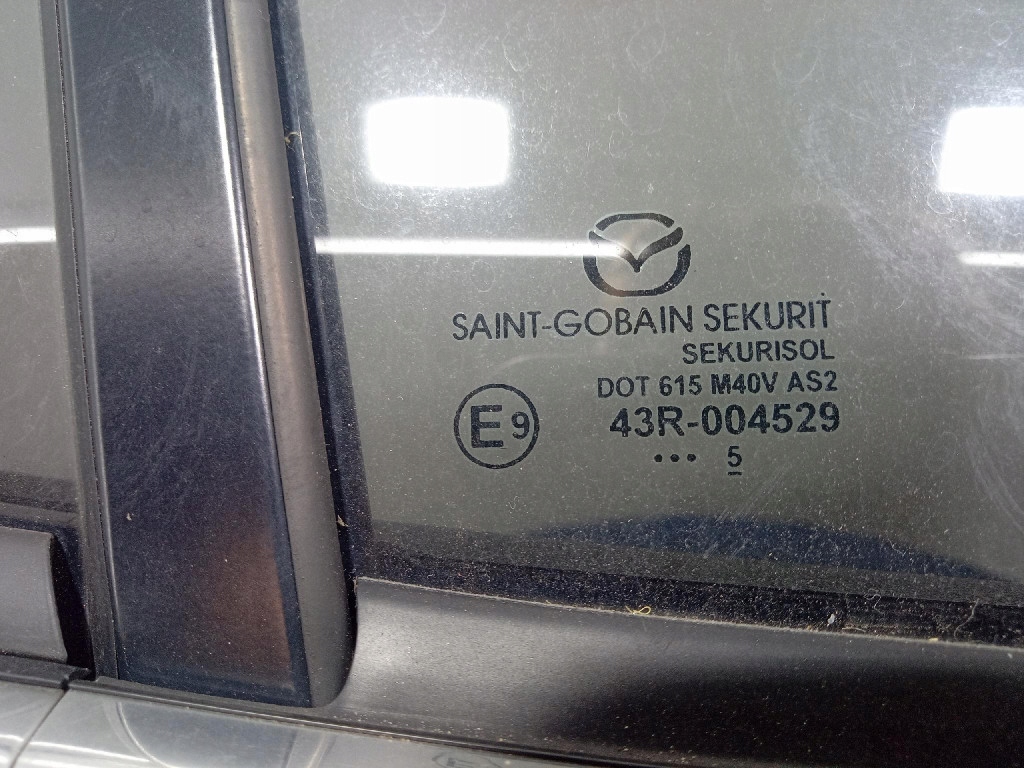 SAINT-GOBAIN SEKURIT
SEKURISOL
DOT 615 M40V AS2
E9 43R-004529
... 5